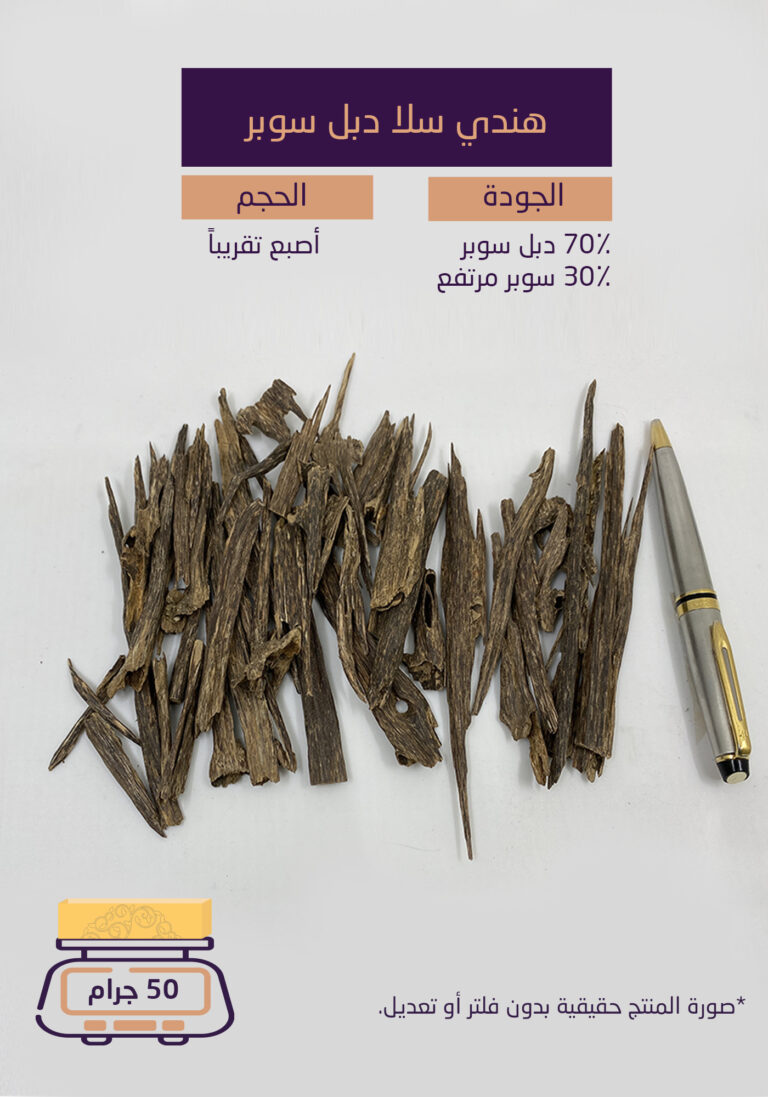 هندي سلا دبل سوبر
الجودة
70٪ دبل سوبر
30٪ سوبر مرتفع
الحجم
أصبع تقريباً
50 جرام
*صورة المنتج حقيقية بدون فلتر أو تعديل.